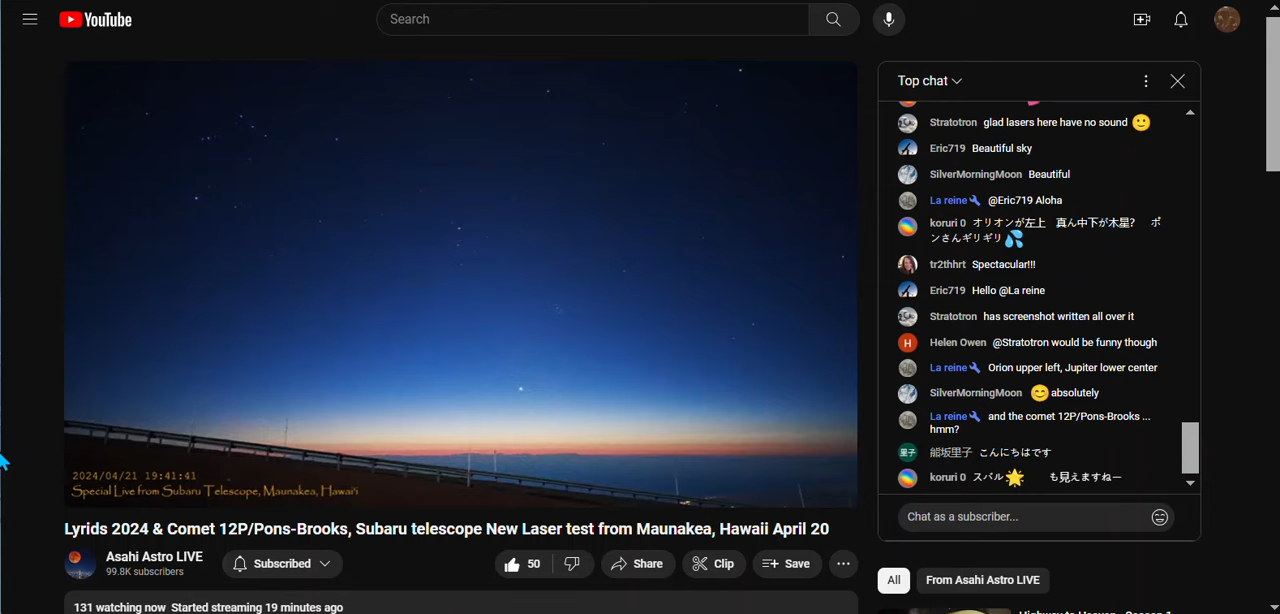 YouTube
Search
2024/04/21 19:41:41
Special Live from Subaru Telescope, Maunakea, Hawai'i
Lyrids 2024 & Comet 12P/Pons-Brooks, Subaru telescope New Laser test from Maunakea, Hawaii April 20
Asahi Astro LIVE
99.8K subscribers
Subscribed
50
Share
Clip
Save
131 watching now Started streaming 19 minutes ago
Top chat
Stratotron glad lasers here have no sound
Eric719 Beautiful sky
SilverMorningMoon Beautiful
La reine @Eric719 Aloha
koruri 0 オリオンが左上 真ん中下が木星? ポ
ンさんギリギリ
tr2thhrt Spectacular!!!
Eric719 Hello @La reine
Stratotron has screenshot written all over it
H
Helen Owen @Stratotron would be funny though
La reine Orion upper left, Jupiter lower center
SilverMorningMoon absolutely
La reine and the comet 12P/Pons-Brooks ...
hmm?
里子
能坂里子 こんにちはです
koruri 0 スバル も見えますねー
Chat as a subscriber...
All
From Asahi Astro LIVE
Highway to Heaven - Season 1